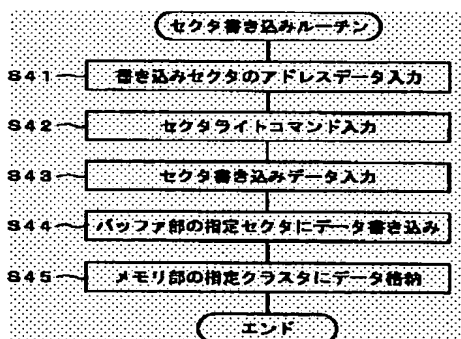 セクタ書き込みルーチン
S41 書き込みセクタのアドレスデータ入力
S42 セクタライトコマンド入力
S43 セクタ書き込みデータ入力
S44 バッファ部の指定セクタにデータ書き込み
S45 メモリ部の指定クラスタにデータ格納
エンド